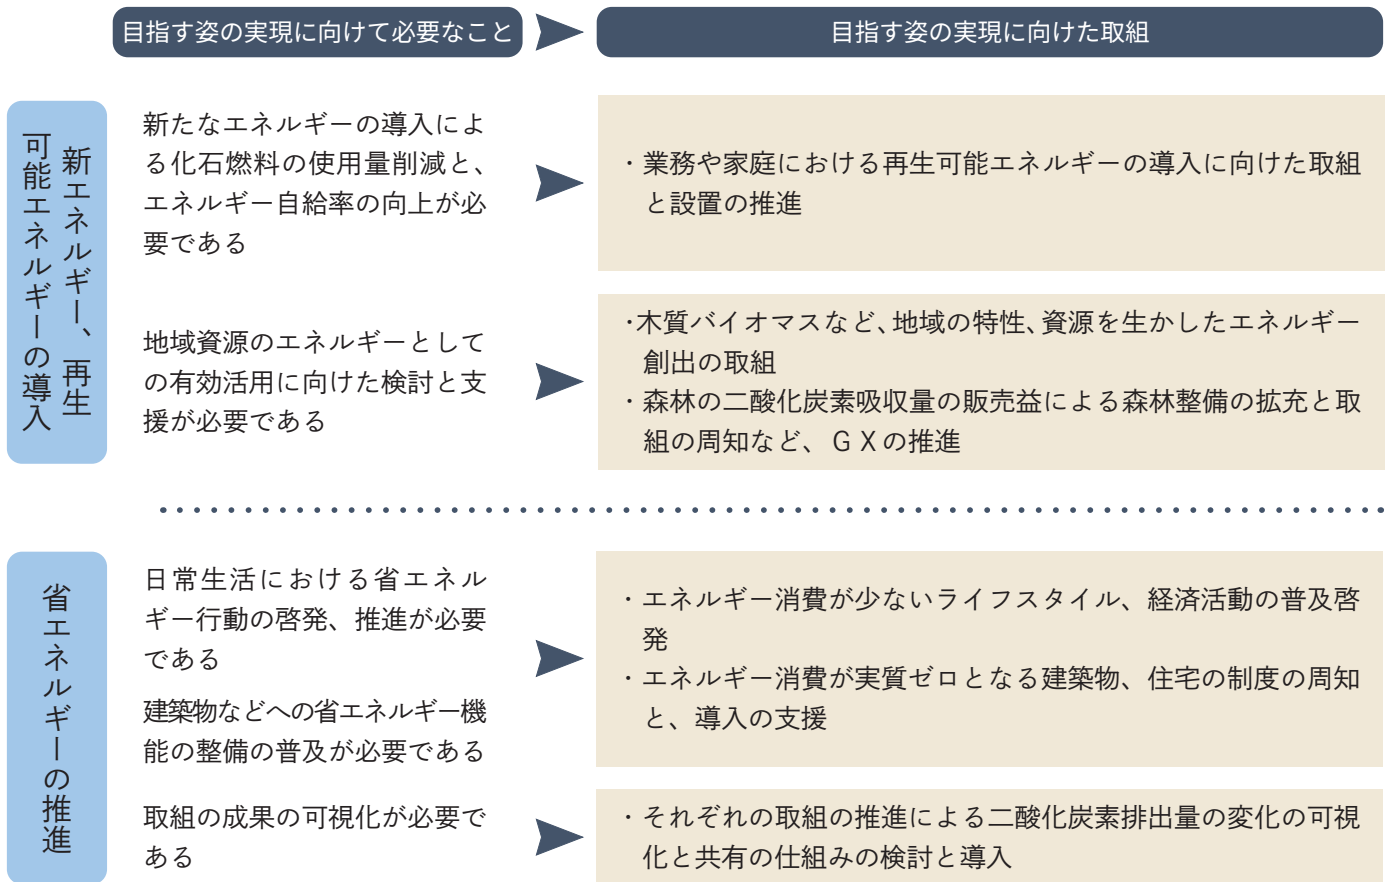 目指す姿の実現に向けて必要なこと
目指す姿の実現に向けた取組
新エネルギー、再生
可能エネルギーの導入
新たなエネルギーの導入によ
る化石燃料の使用量削減と、
エネルギー自給率の向上が必
要である
・業務や家庭における再生可能エネルギーの導入に向けた取組
と設置の推進
地域資源のエネルギーとして
の有効活用に向けた検討と支
援が必要である
・木質バイオマスなど、地域の特性、資源を生かしたエネルギー
創出の取組
・森林の二酸化炭素吸収量の販売益による森林整備の拡充と取
組の周知など、ＧＸの推進
省エネルギーの推進
日常生活における省エネル
ギー行動の啓発、推進が必要
である
建築物などへの省エネルギー機
能の整備の普及が必要である
・エネルギー消費が少ないライフスタイル、経済活動の普及啓
発
・エネルギー消費が実質ゼロとなる建築物、住宅の制度の周知
と、導入の支援
取組の成果の可視化が必要で
ある
・それぞれの取組の推進による二酸化炭素排出量の変化の可視
化と共有の仕組みの検討と導入